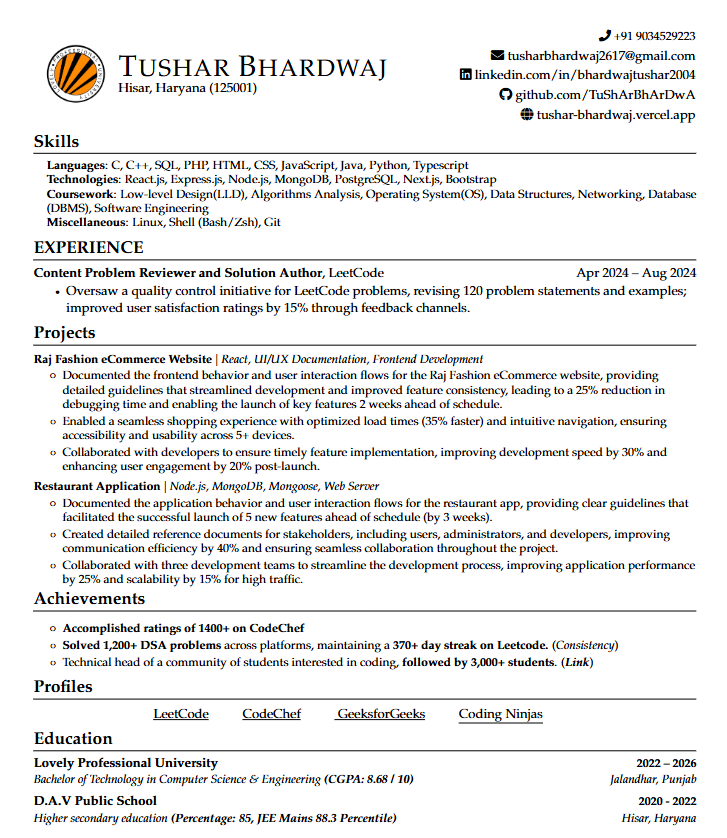 +91 9034529223
tusharbhardwaj2617@gmail.com
linkedin.com/in/bhardwajtushar2004
github.com/TuShArBhArDwA
tushar-bhardwaj.vercel.app
LOVELY PROFESSIONAL UNIVERSITY
TUSHAR BHARDWAJ
Hisar, Haryana (125001)
Skills
Languages: C, C++, SQL, PHP, HTML, CSS, JavaScript, Java, Python, Typescript
Technologies: React.js, Express.js, Node.js, MongoDB, PostgreSQL, Next.js, Bootstrap
Coursework: Low-level Design(LLD), Algorithms Analysis, Operating System(OS), Data Structures, Networking, Database
(DBMS), Software Engineering
Miscellaneous: Linux, Shell (Bash/Zsh), Git
EXPERIENCE
Content Problem Reviewer and Solution Author, LeetCode Apr 2024 – Aug 2024
• Oversaw a quality control initiative for LeetCode problems, revising 120 problem statements and examples;
improved user satisfaction ratings by 15% through feedback channels.
Projects
Raj Fashion eCommerce Website | React, UI/UX Documentation, Frontend Development
◦ Documented the frontend behavior and user interaction flows for the Raj Fashion eCommerce website, providing
detailed guidelines that streamlined development and improved feature consistency, leading to a 25% reduction in
debugging time and enabling the launch of key features 2 weeks ahead of schedule.
◦ Enabled a seamless shopping experience with optimized load times (35% faster) and intuitive navigation, ensuring
accessibility and usability across 5+ devices.
◦ Collaborated with developers to ensure timely feature implementation, improving development speed by 30% and
enhancing user engagement by 20% post-launch.
Restaurant Application | Node.js, MongoDB, Mongoose, Web Server
◦ Documented the application behavior and user interaction flows for the restaurant app, providing clear guidelines that
facilitated the successful launch of 5 new features ahead of schedule (by 3 weeks).
◦ Created detailed reference documents for stakeholders, including users, administrators, and developers, improving
communication efficiency by 40% and ensuring seamless collaboration throughout the project.
◦ Collaborated with three development teams to streamline the development process, improving application performance
by 25% and scalability by 15% for high traffic.
Achievements
◦ Accomplished ratings of 1400+ on CodeChef
◦ Solved 1,200+ DSA problems across platforms, maintaining a 370+ day streak on Leetcode. (Consistency)
◦ Technical head of a community of students interested in coding, followed by 3,000+ students. (Link)
Profiles
LeetCode CodeChef GeeksforGeeks Coding Ninjas
Education
Lovely Professional University 2022 – 2026
Bachelor of Technology in Computer Science & Engineering (CGPA: 8.68 / 10) Jalandhar, Punjab
D.A.V Public School 2020 - 2022
Higher secondary education (Percentage: 85, JEE Mains 88.3 Percentile) Hisar, Haryana